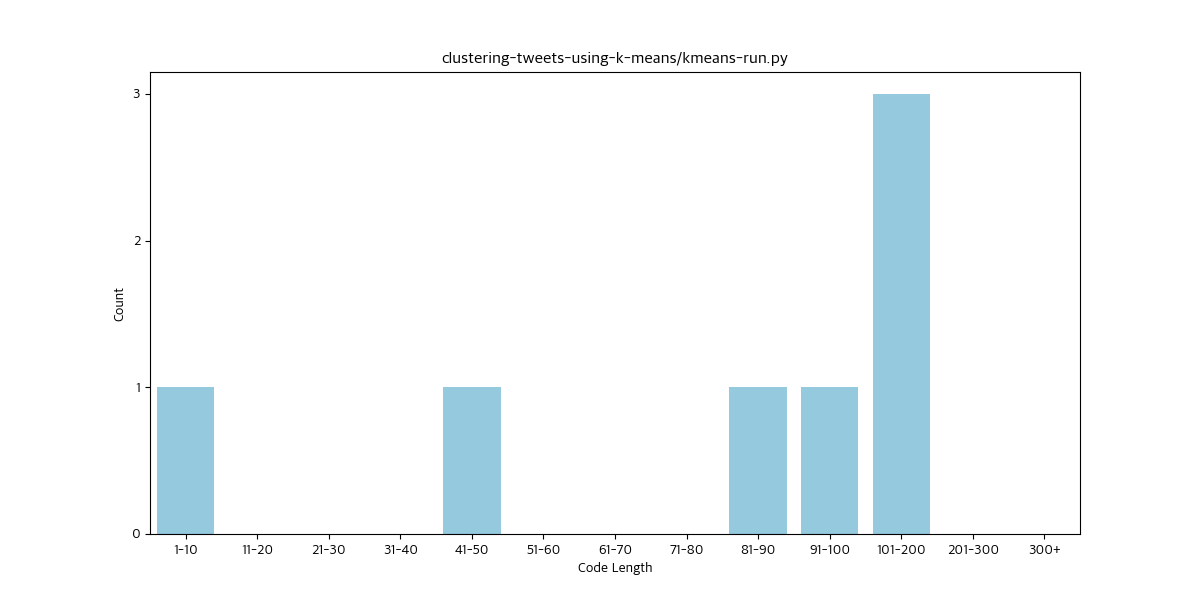 clustering-tweets-using-k-means/kmeans-run.py
3
2
1
0
Count
1-10 11-20 21-30 31-40 41-50 51-60 61-70 71-80 81-90 91-100 101-200 201-300 300+
Code Length